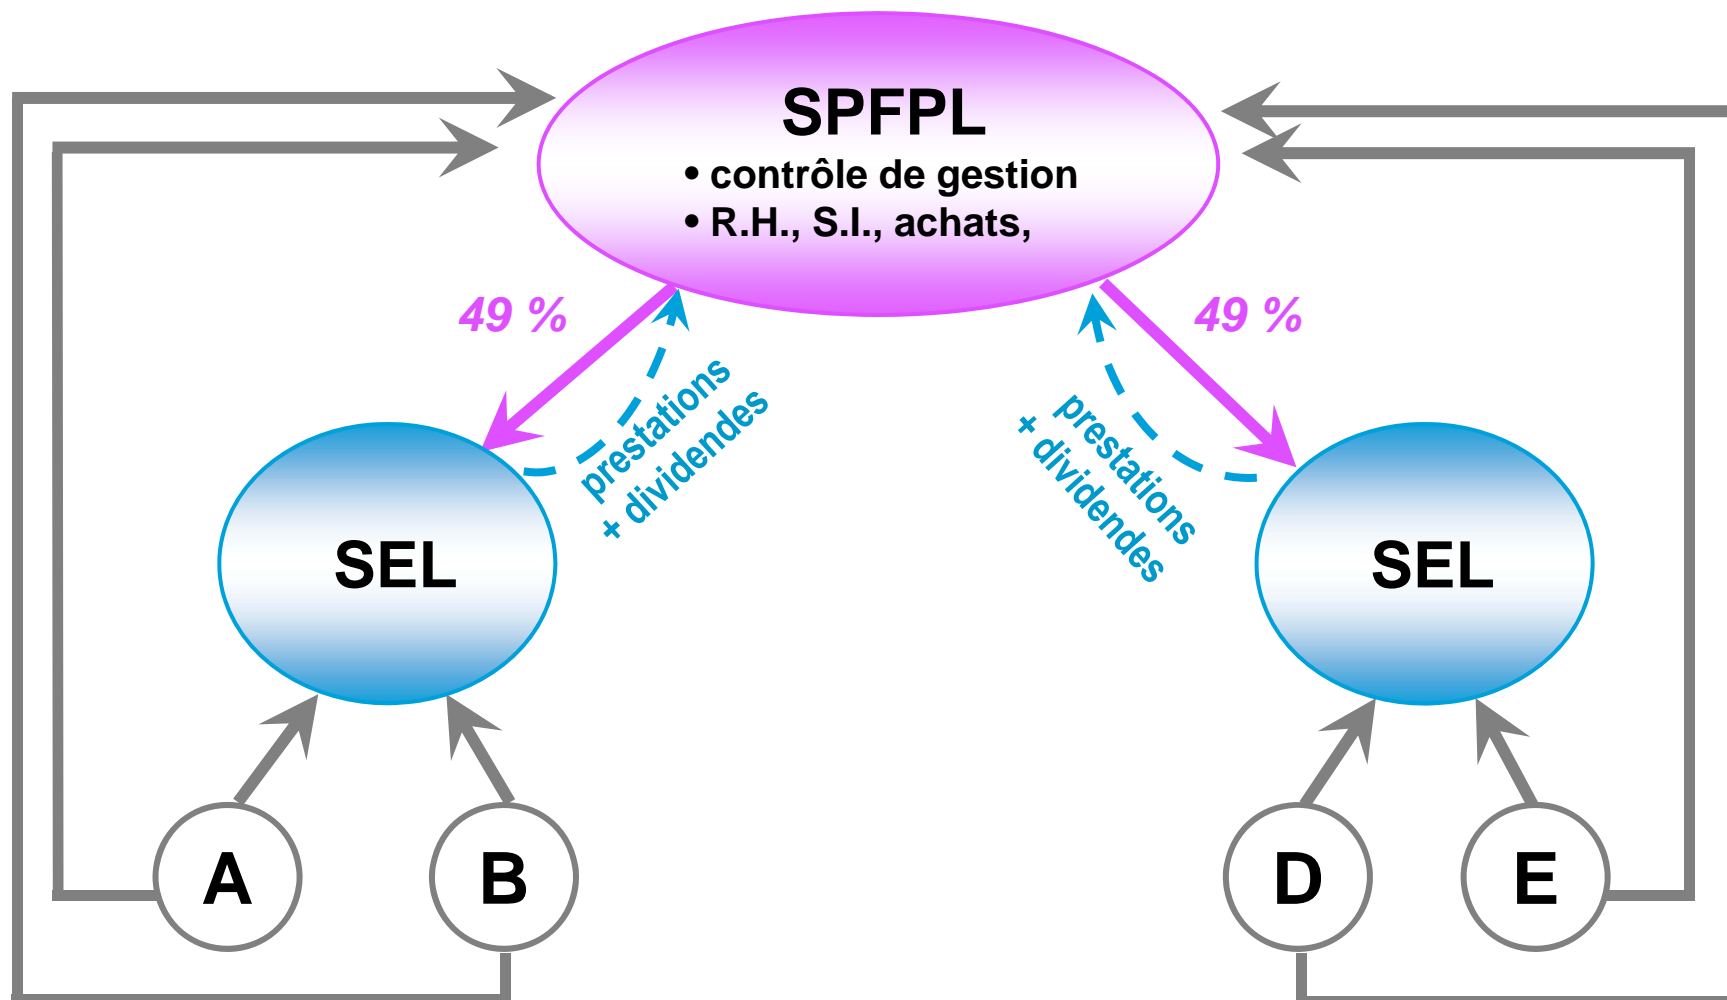 SPFPL
• contrôle de gestion
• R.H., S.I., achats,
49 %
49 %
prestations
+ dividendes
prestations
+ dividendes
SEL
SEL
A
B
D
E